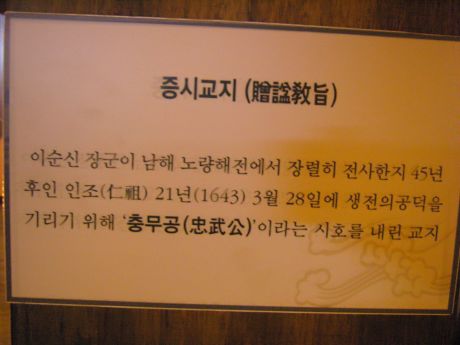 증시교지 (贈諡敎旨)
이순신 장군이 남해 노량해전에서 장렬히 전사한지 45년
후인 인조(仁祖) 21년(1643) 3월 28일에 생전의공덕을
기리기 위해 '충무공(忠武公)'이라는 시호를 내린 교지